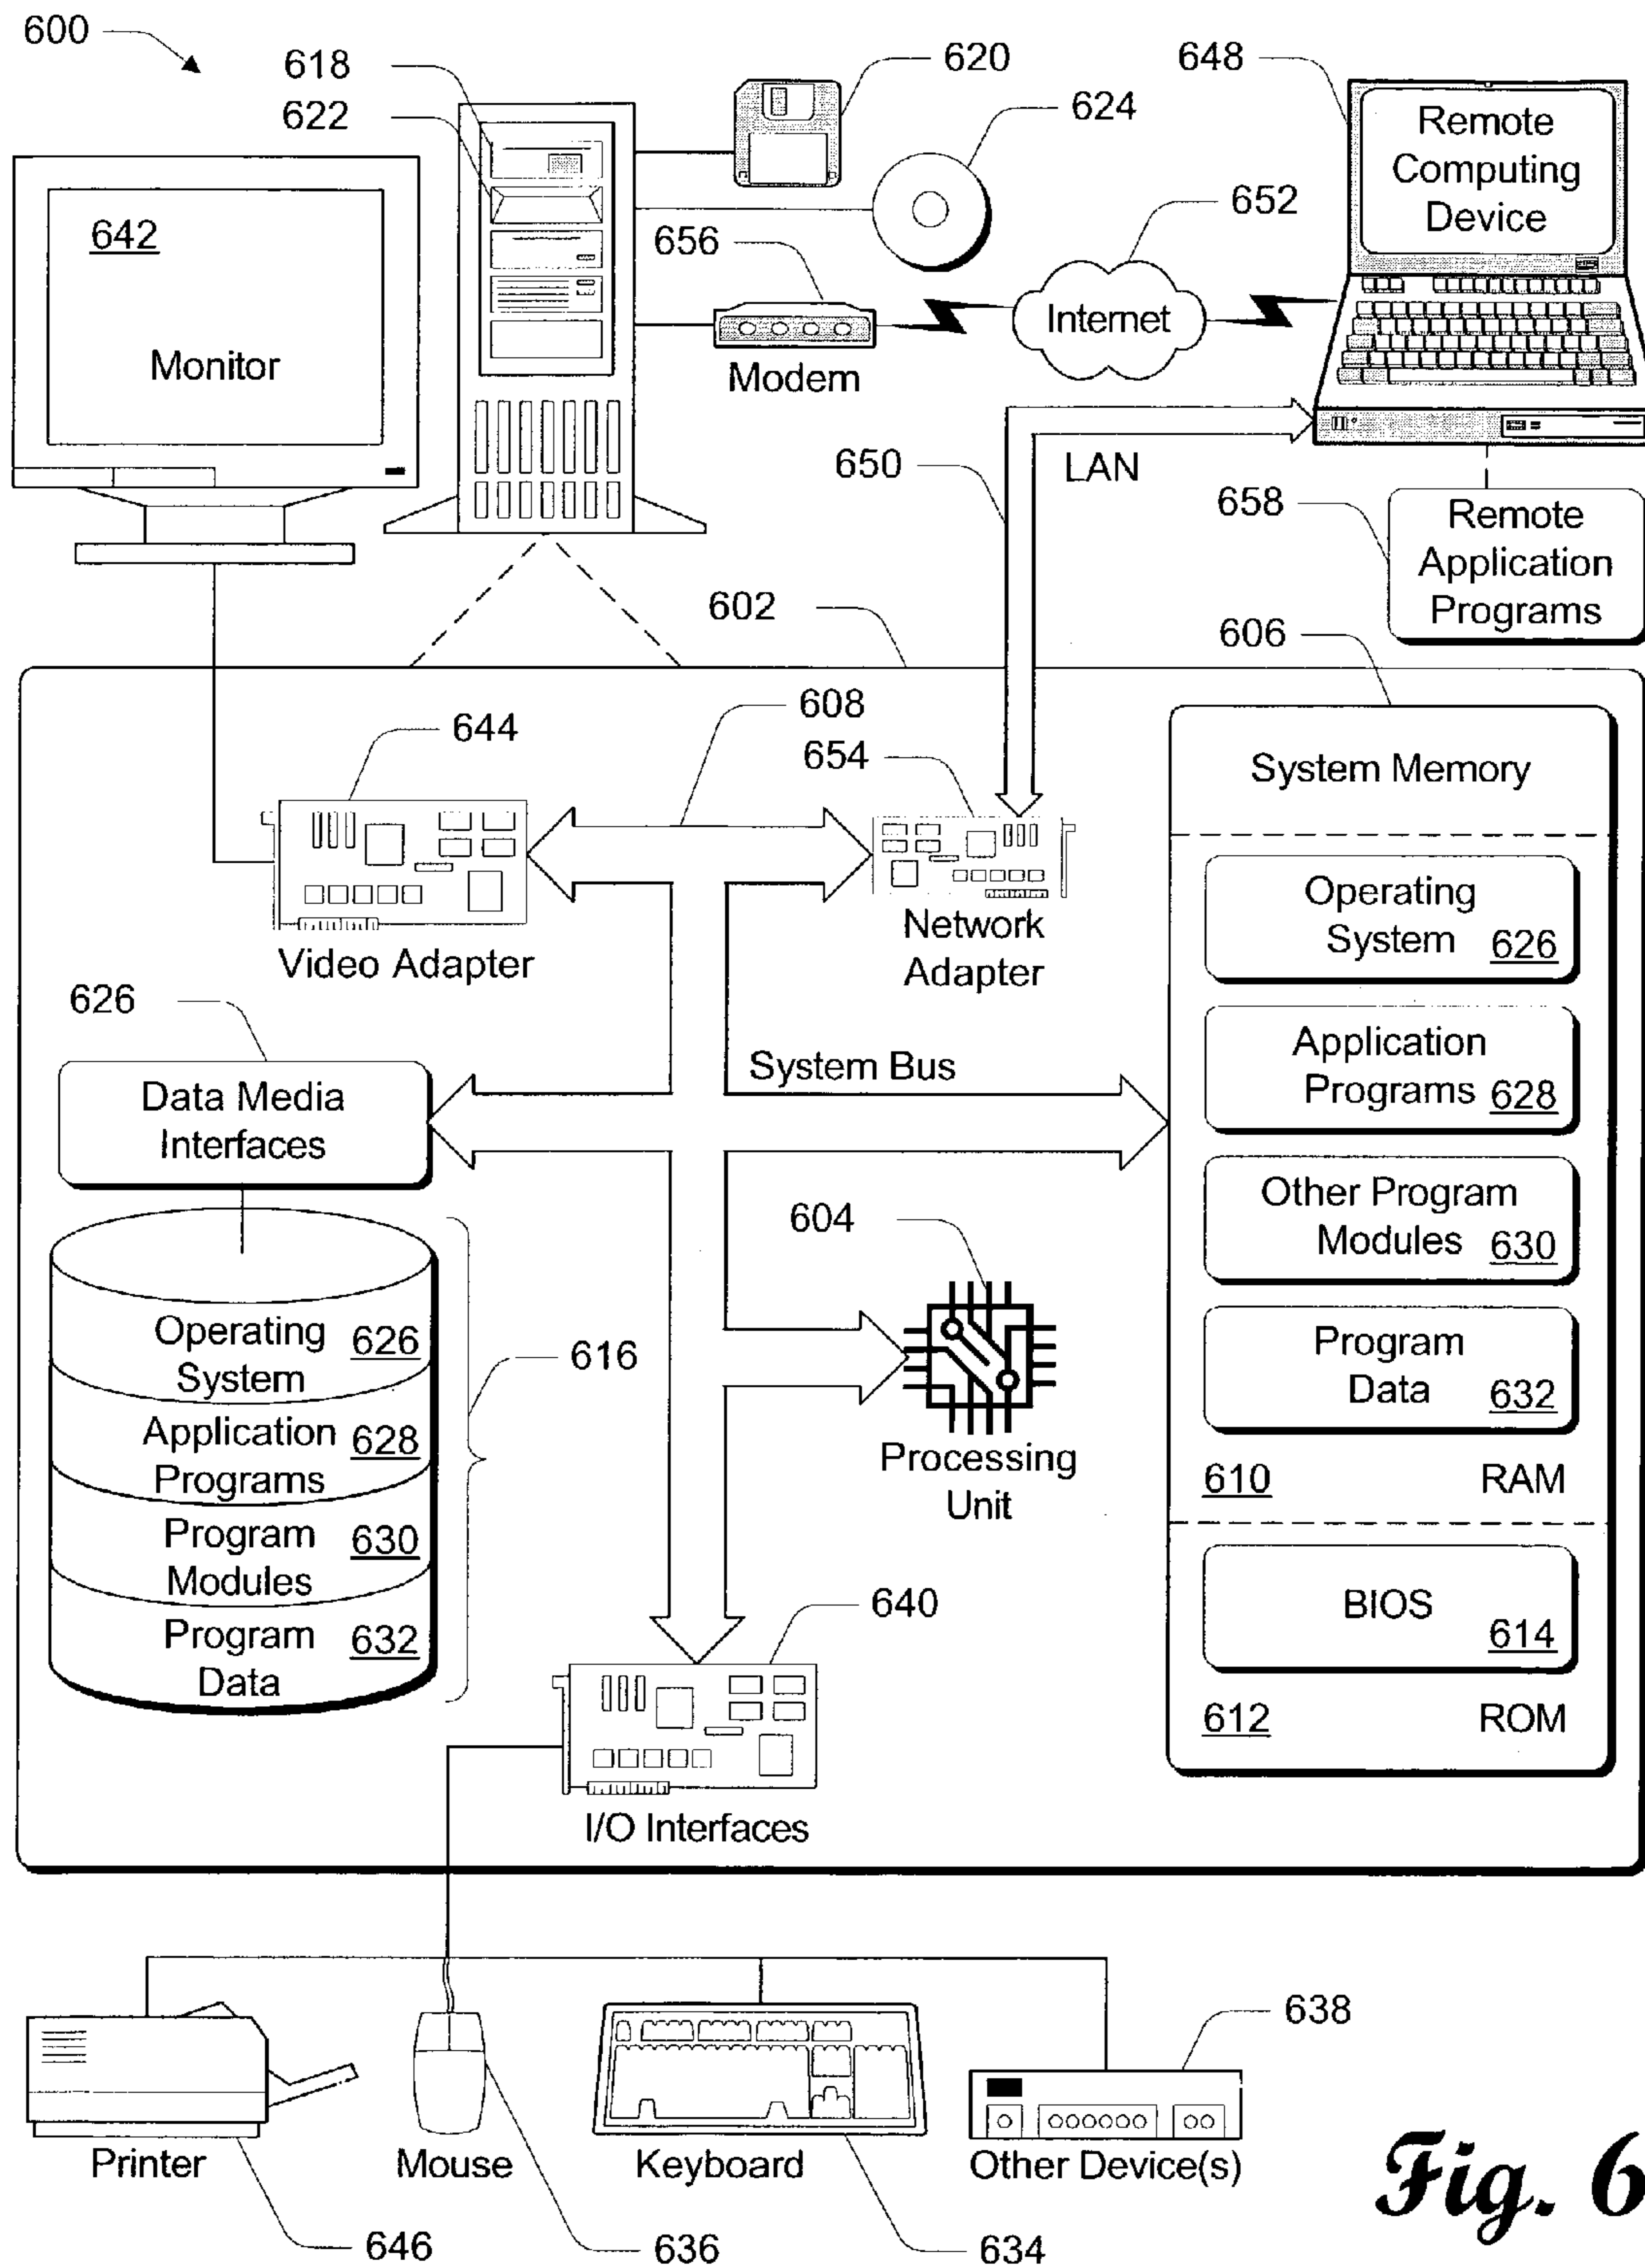 600
618
622
620
624
648
Remote
Computing
Device
642
Monitor
656
Modem
652
Internet
650
LAN
658
Remote
Application
Programs
602
606
608
644
654
Video Adapter
Network
Adapter
System Memory
Operating
System 626
Application
Programs 628
Other Program
Modules 630
Program
Data 632
610 RAM
BIOS
614
612 ROM
626
Data Media
Interfaces
System Bus
604
Processing
Unit
Operating
System 626
Application
Programs 628
Program
Modules 630
Program
Data 632
616
640
I/O Interfaces
638
Printer
Mouse
Keyboard
Other Device(s)
646
636
634
Fig. 6